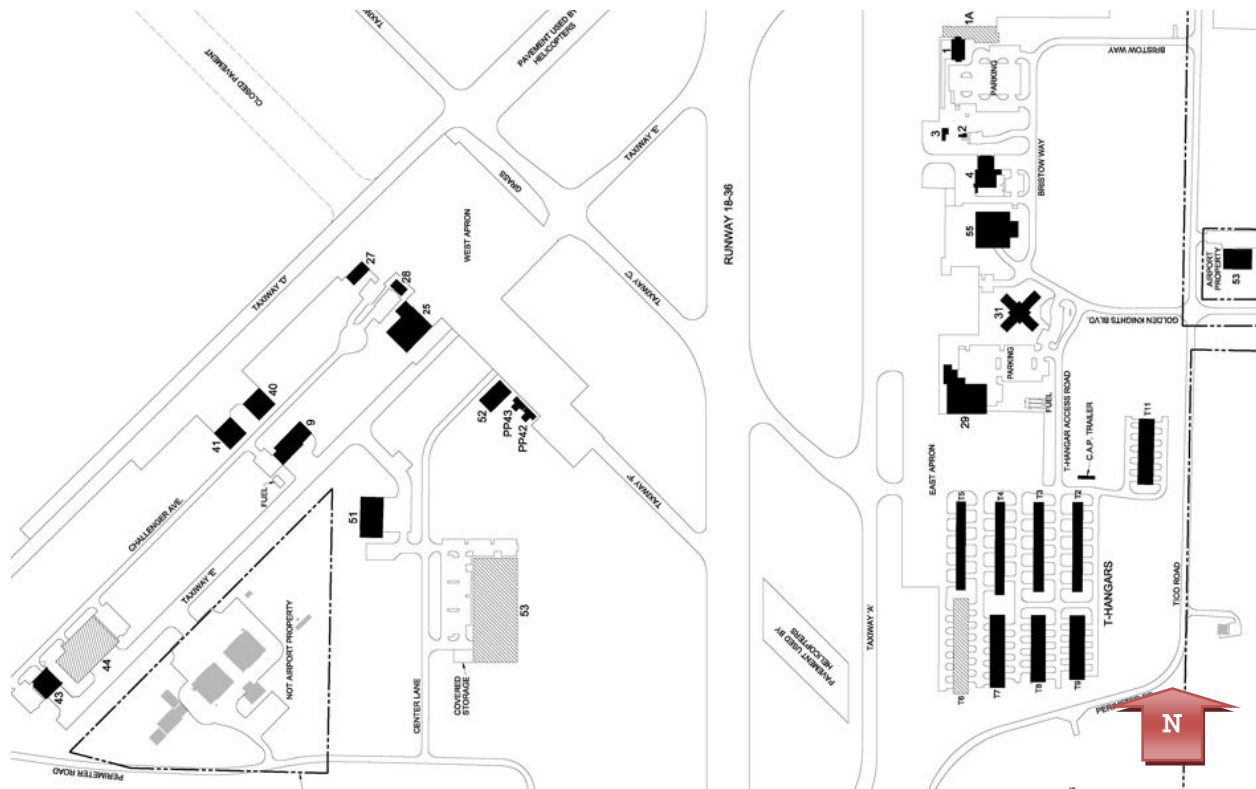 TAXIWAY
PAVEMENT USED BY
HELICOPTERS
CLOSED PAVEMENT
TAXIWAY 'E'
GRASS
WEST APRON
TAXIWAY 'D'
TAXIWAY 'C'
RUNWAY 18-36
27
28
25
40
41
9
FUEL
52
PP43
PP42
TAXIWAY 'F'
CHALLENGER AVE.
51
TAXIWAY 'E'
44
43
NOT AIRPORT PROPERTY
53
COVERED
STORAGE
CENTER LANE
PERIMETER ROAD
PAVEMENT USED BY
HELICOPTERS
TAXIWAY 'A'
1A
1
PARKING
BRISTOW WAY
3
2
4
BRISTOW WAY
55
AIRPORT
PROPERTY
53
31
GOLDEN KNIGHTS BLVD.
PARKING
29
FUEL
T-HANGAR ACCESS ROAD
C.A.P. TRAILER
T11
EAST APRON
T5
T4
T3
T2
T-HANGARS
TICO ROAD
T6
T7
T8
T9
N